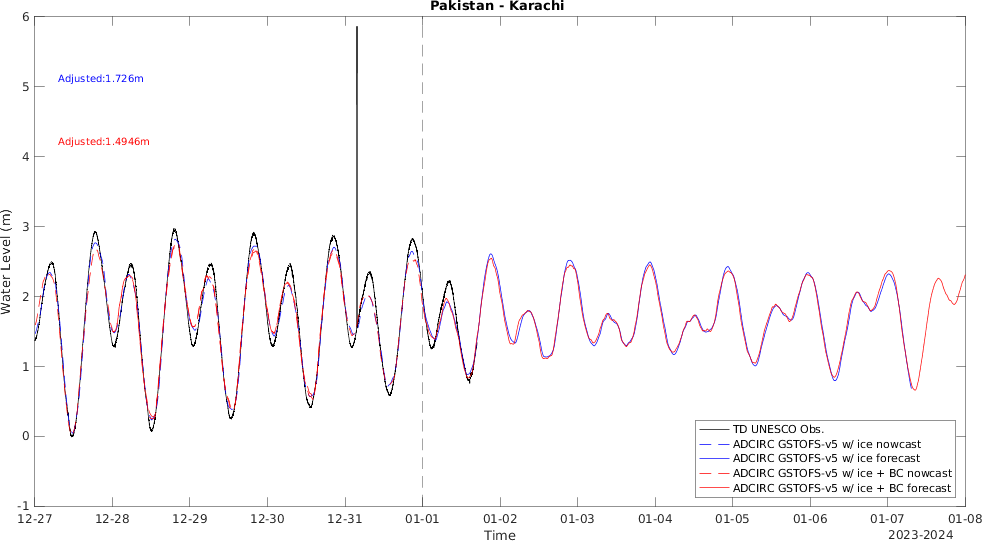 Pakistan - Karachi
6
5
4
3
2
1
0
-1
Water Level (m)
Adjusted:1.726m
Adjusted:1.4946m
TD UNESCO Obs.
ADCIRC GSTOFS-v5 w/ ice nowcast
ADCIRC GSTOFS-v5 w/ ice forecast
ADCIRC GSTOFS-v5 w/ ice + BC nowcast
ADCIRC GSTOFS-v5 w/ ice + BC forecast
12-27 12-28 12-29 12-30 12-31 01-01 01-02 01-03 01-04 01-05 01-06 01-07 01-08
Time
2023-2024